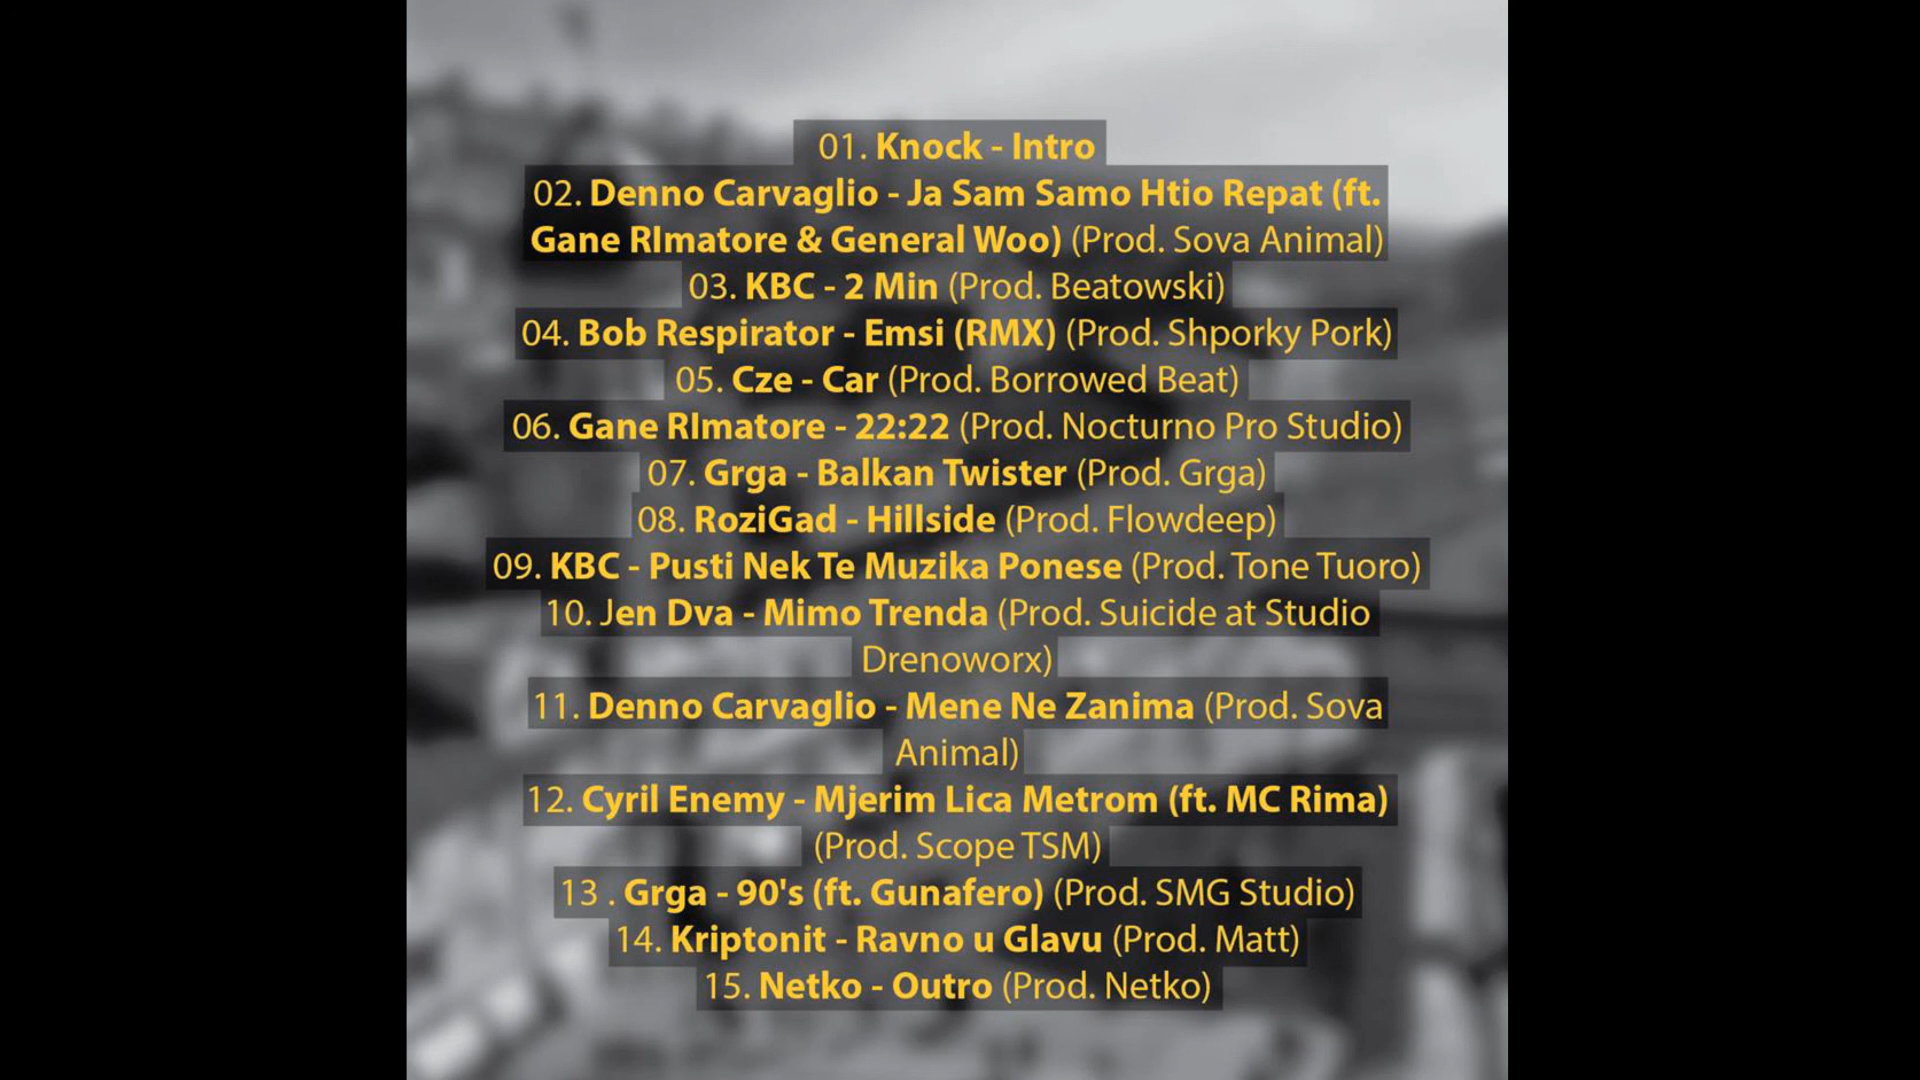 01. Knock - Intro
02. Denno Carvaglio - Ja Sam Samo Htio Repat (ft.
Gane RImatore & General Woo) (Prod. Sova Animal)
03. KBC - 2 Min (Prod. Beatowski)
04. Bob Respirator - Emsi (RMX) (Prod. Shporky Pork)
05. Cze - Car (Prod. Borrowed Beat)
06. Gane RImatore - 22:22 (Prod. Nocturno Pro Studio)
07. Grga - Balkan Twister (Prod. Grga)
08. RoziGad - Hillside (Prod. Flowdeep)
09. KBC - Pusti Nek Te Muzika Ponese (Prod. Tone Tuoro)
10. Jen Dva - Mimo Trenda (Prod. Suicide at Studio
Drenoworx)
11. Denno Carvaglio - Mene Ne Zanima (Prod. Sova
Animal)
12. Cyril Enemy - Mjerim Lica Metrom (ft. MC Rima)
(Prod. Scope TSM)
13 . Grga - 90's (ft. Gunafero) (Prod. SMG Studio)
14. Kriptonit - Ravno u Glavu (Prod. Matt)
15. Netko - Outro (Prod. Netko)